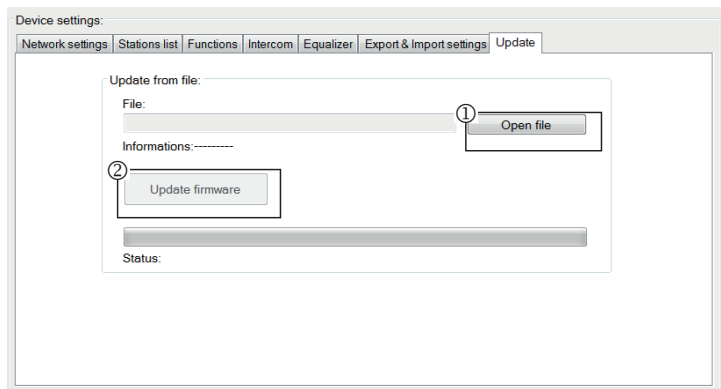 Device settings:
Network settings Stations list Functions Intercom Equalizer Export & Import settings Update
Update from file:
File:
① Open file
Informations:---------
② Update firmware
Status: